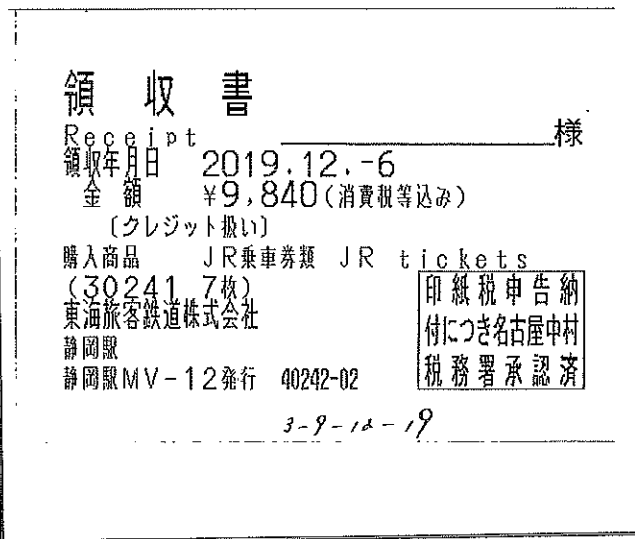 領収書
Receipt 様
領収年月日 2019.12.-6
金額 ¥9,840(消費税等込み)
〔クレジット扱い〕
購入商品 JR乗車券類 JR tickets
(30241 7枚)
東海旅客鉄道株式会社
静岡駅
静岡駅MV-12発行 40242-02
印紙税申告納
付につき名古屋中村
税務署承認済
3-9-12-19